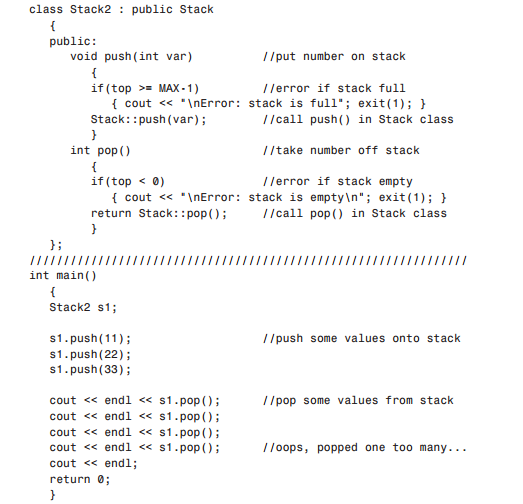 class Stack2 : public Stack
{
public:
void push(int var) //put number on stack
{
if(top >= MAX-1) //error if stack full
{ cout << "\nError: stack is full"; exit(1); }
Stack::push(var); //call push() in Stack class
}
int pop() //take number off stack
{
if(top < 0) //error if stack empty
{ cout << "\nError: stack is empty\n"; exit(1); }
return Stack::pop(); //call pop() in Stack class
}
};
////////////////////////////////////////////////////////////////
int main()
{
Stack2 s1;
s1.push(11); //push some values onto stack
s1.push(22);
s1.push(33);
cout << endl << s1.pop(); //pop some values from stack
cout << endl << s1.pop();
cout << endl << s1.pop();
cout << endl << s1.pop(); //oops, popped one too many...
cout << endl;
return 0;
}